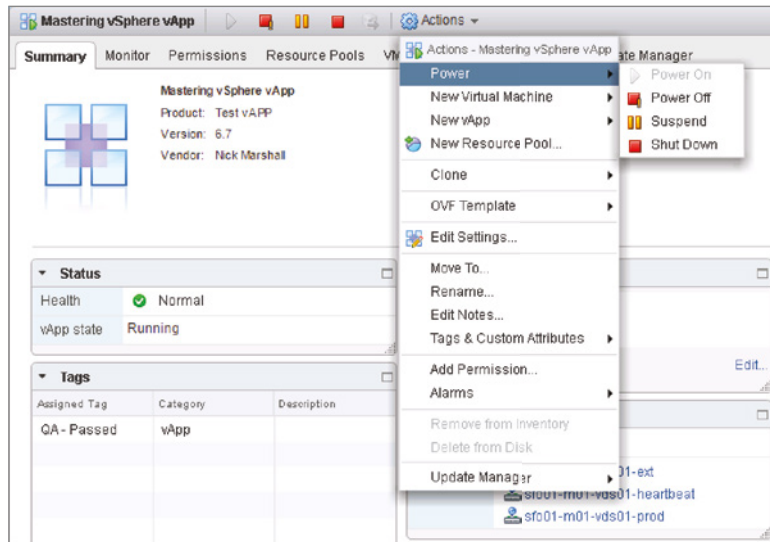 Mastering vSphere vApp
Actions
Summary
Monitor
Permissions
Resource Pools
ate Manager
Mastering vSphere vApp
Product: Test vAPP
Version: 6.7
Vendor: Nick Marshall
Actions - Mastering vSphere vApp
Power
New Virtual Machine
New vApp
New Resource Pool...
Clone
OVF Template
Edit Settings...
Move To...
Rename...
Edit Notes...
Tags & Custom Attributes
Add Permission...
Alarms
Remove from Inventory
Delete from Disk
Update Manager
Power On
Power Off
Suspend
Shut Down
Status
Health Normal
vApp state Running
Tags
Assigned Tag Category Description
QA - Passed vApp
Edit...
01-ext
sfo01-m01-vds01-heartbeat
sfo01-m01-vds01-prod